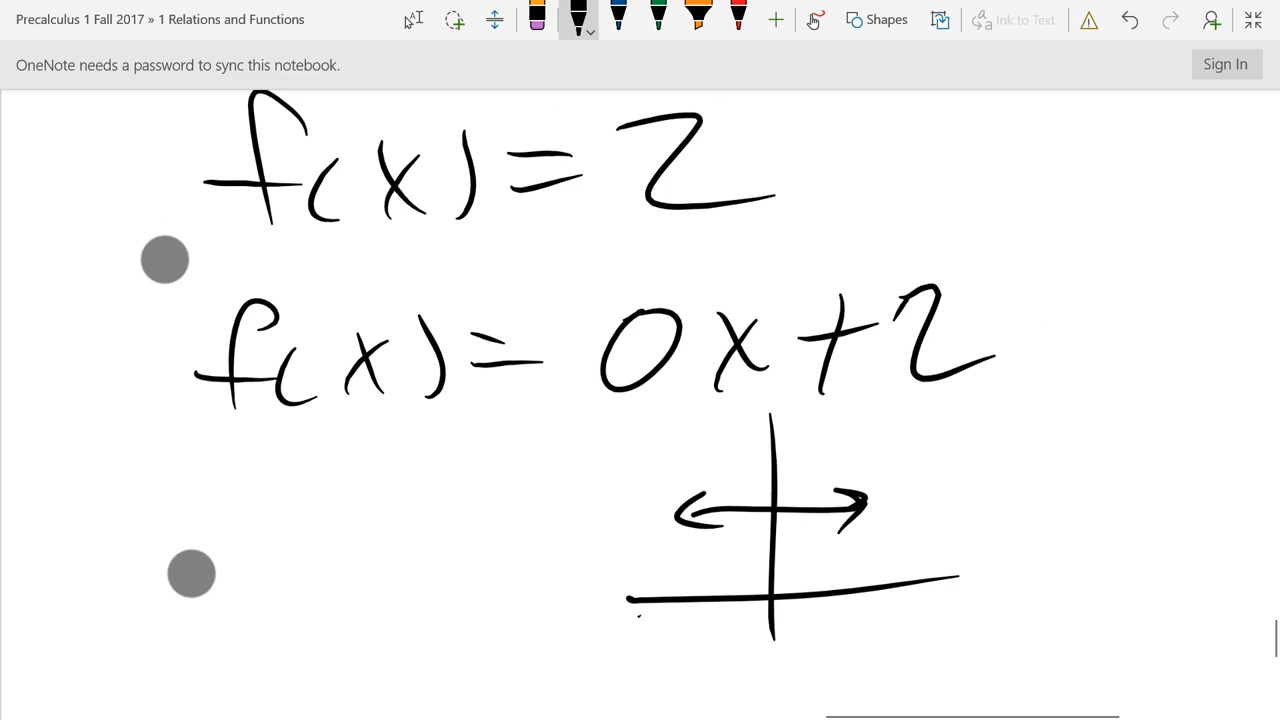 Precalculus 1 Fall 2017 » 1 Relations and Functions
Shapes
Ink to Text
OneNote needs a password to sync this notebook.
Sign In
f(x) = 2
f(x) = 0x + 2